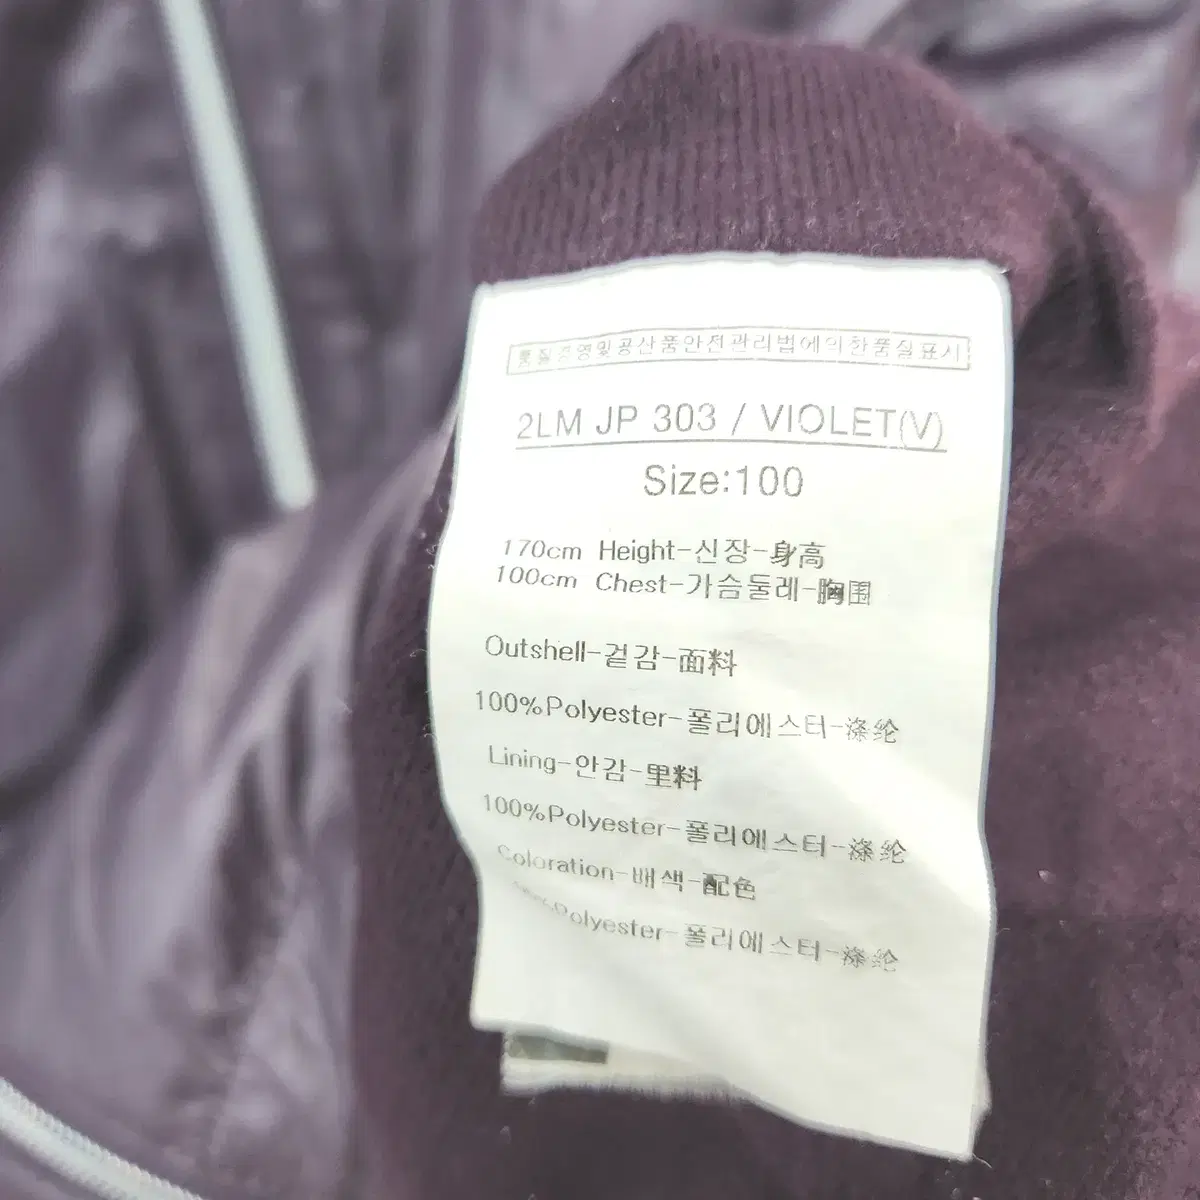 품질경영및공산품안전관리법에의한품질표시
2LM JP 303 / VIOLET(V)
Size:100
170cm Height-신장-身高
100cm Chest-가슴둘레-胸围
Outshell-겉감-面料
100%Polyester-폴리에스터-涤纶
Lining-안감-里料
100%Polyester-폴리에스터-涤纶
Coloration-배색-配色
100%Polyester-폴리에스터-涤纶